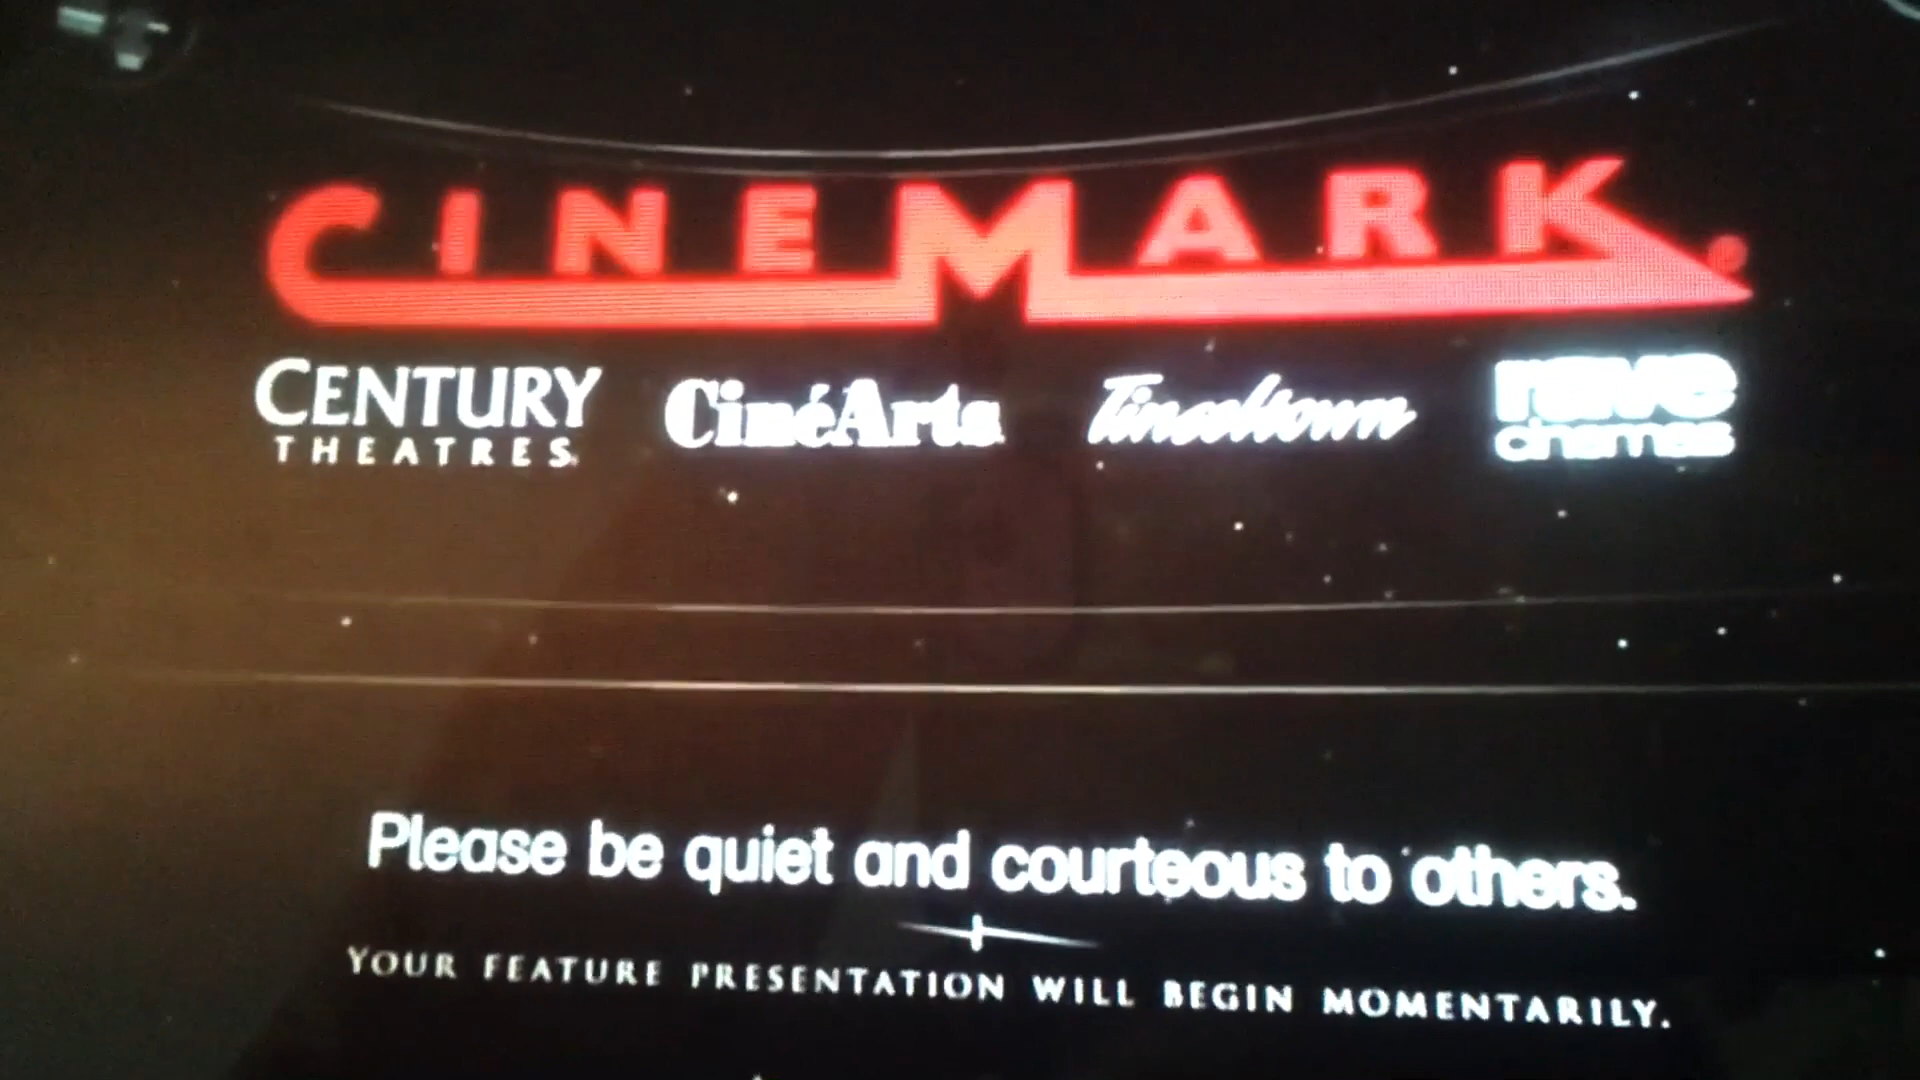 CINEMARK®
CENTURY THEATRES
CinéArts
Tinseltown
rave cinemas
Please be quiet and courteous to others.
YOUR FEATURE PRESENTATION WILL BEGIN MOMENTARILY.